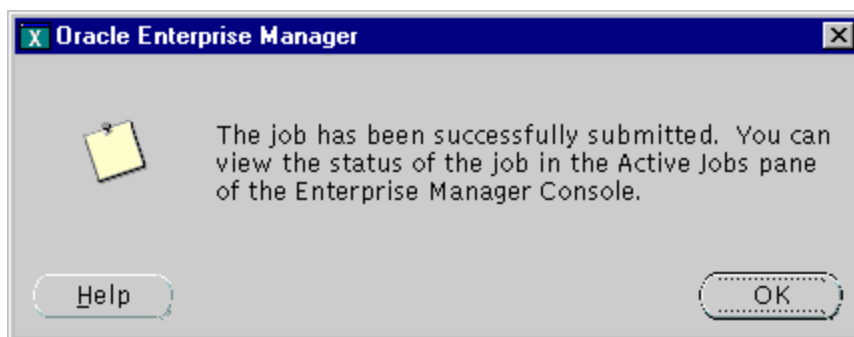 X Oracle Enterprise Manager
The job has been successfully submitted. You can
view the status of the job in the Active Jobs pane
of the Enterprise Manager Console.
Help
OK